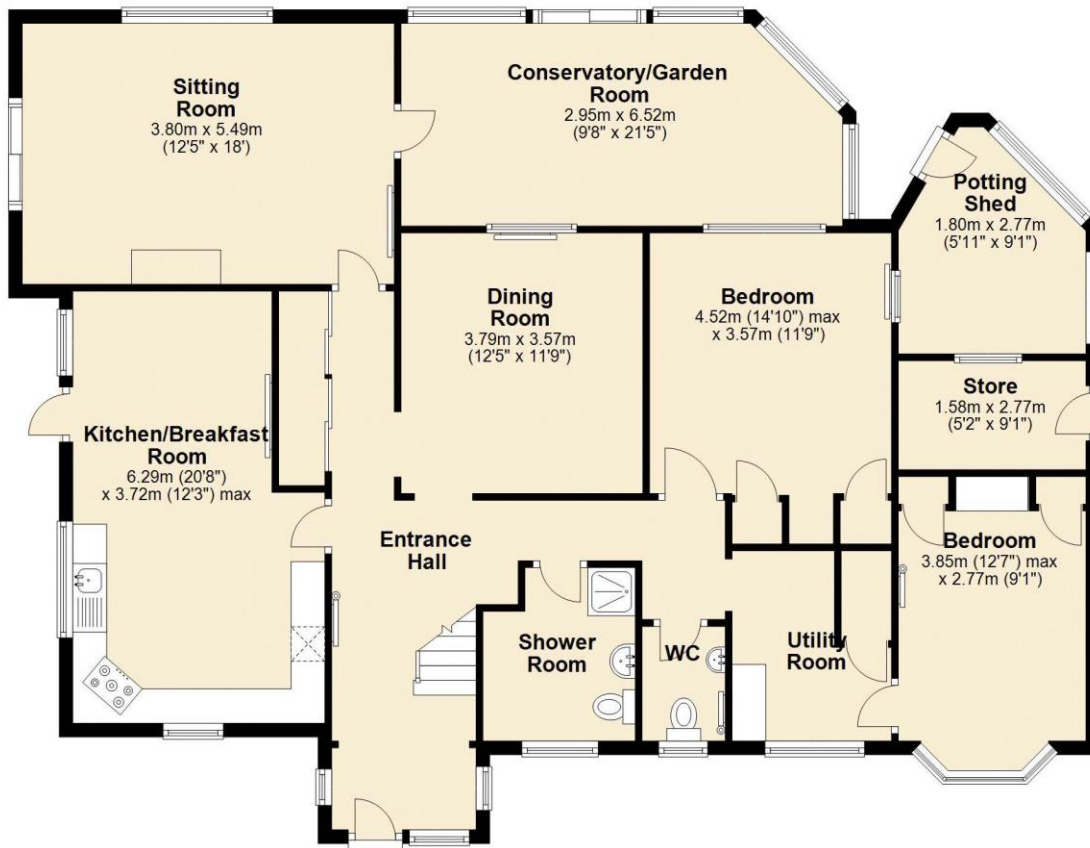 Sitting
Room
3.80m x 5.49m
(12'5" x 18')
Conservatory/Garden
Room
2.95m x 6.52m
(9'8" x 21'5")
Potting
Shed
1.80m x 2.77m
(5'11" x 9'1")
Dining
Room
3.79m x 3.57m
(12'5" x 11'9")
Bedroom
4.52m (14'10") max
x 3.57m (11'9")
Store
1.58m x 2.77m
(5'2" x 9'1")
Kitchen/Breakfast
Room
6.29m (20'8")
x 3.72m (12'3") max
Entrance
Hall
Bedroom
3.85m (12'7") max
x 2.77m (9'1")
Shower
Room
WC
Utility
Room